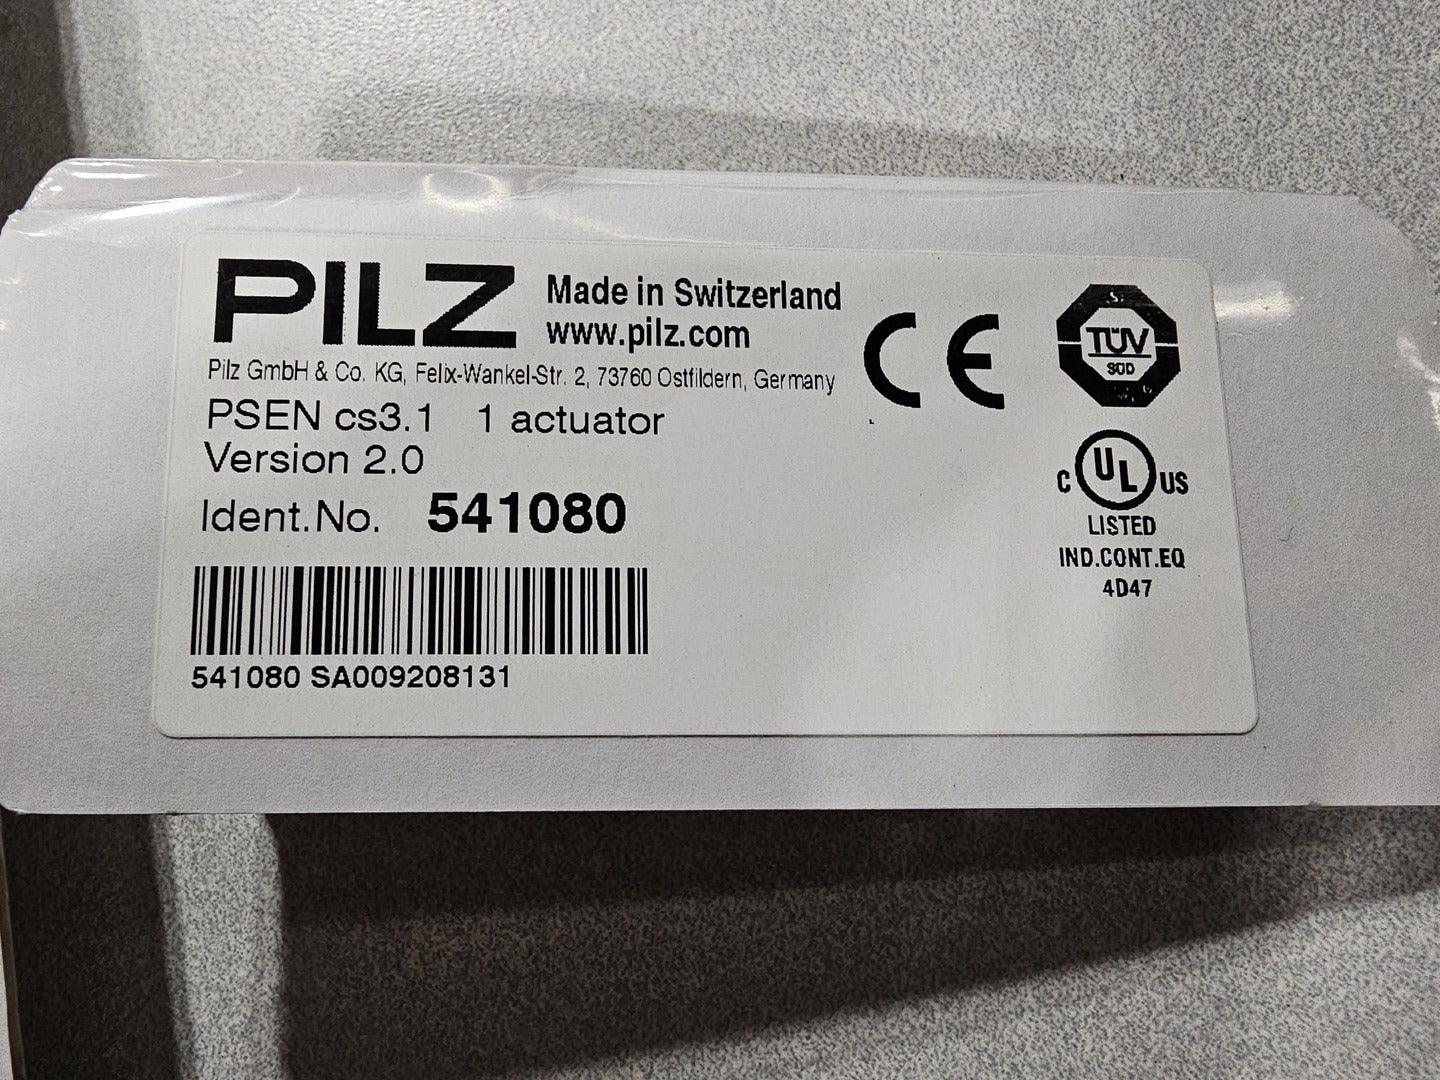 PILZ
Made in Switzerland
www.pilz.com
Pilz GmbH & Co. KG, Felix-Wankel-Str. 2, 73760 Ostfildern, Germany
PSEN cs3.1 1 actuator
Version 2.0
Ident.No. 541080
541080 SA009208131
CE
TÜV
SÜD
C UL US
LISTED
IND.CONT.EQ
4D47